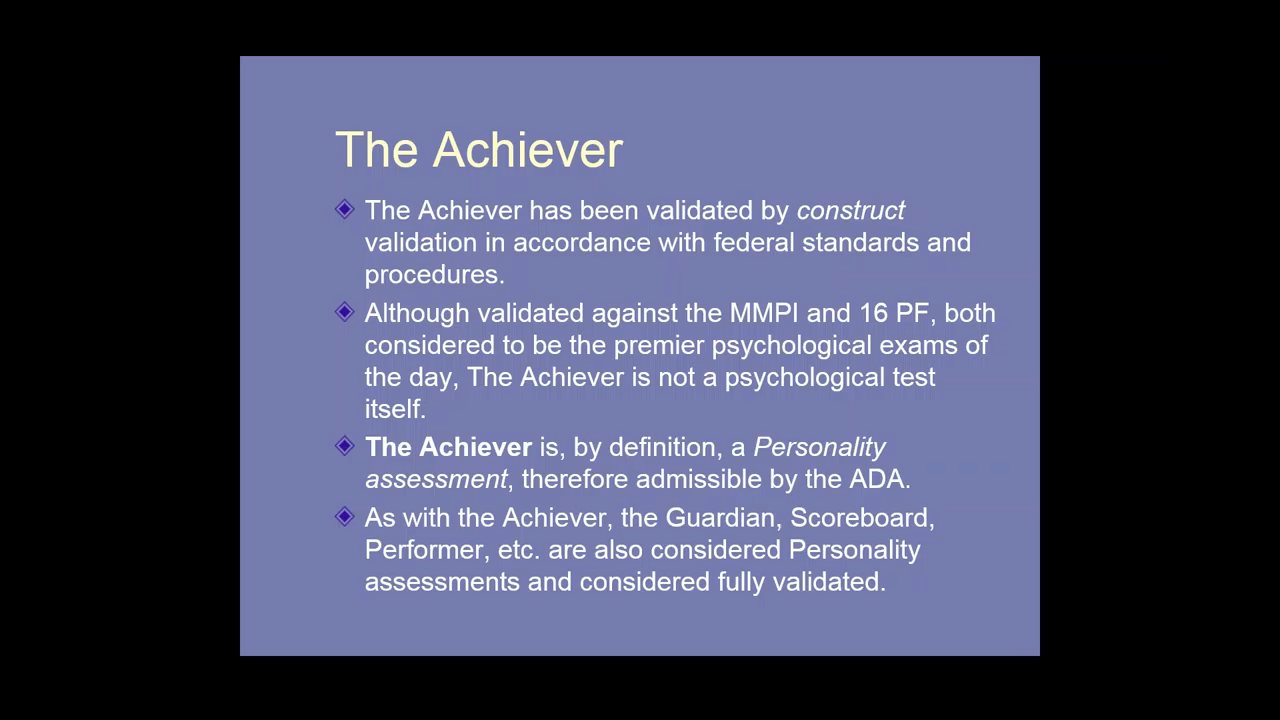 The Achiever
The Achiever has been validated by construct
validation in accordance with federal standards and
procedures.
Although validated against the MMPI and 16 PF, both
considered to be the premier psychological exams of
the day, The Achiever is not a psychological test
itself.
The Achiever is, by definition, a Personality
assessment, therefore admissible by the ADA.
As with the Achiever, the Guardian, Scoreboard,
Performer, etc. are also considered Personality
assessments and considered fully validated.